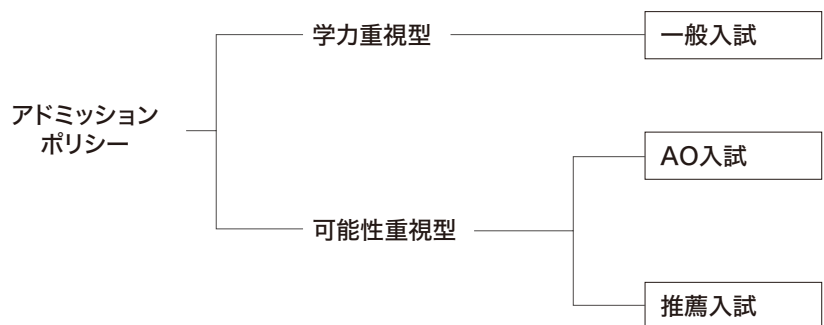 学力重視型
一般入試
アドミッション
ポリシー
AO入試
可能性重視型
推薦入試